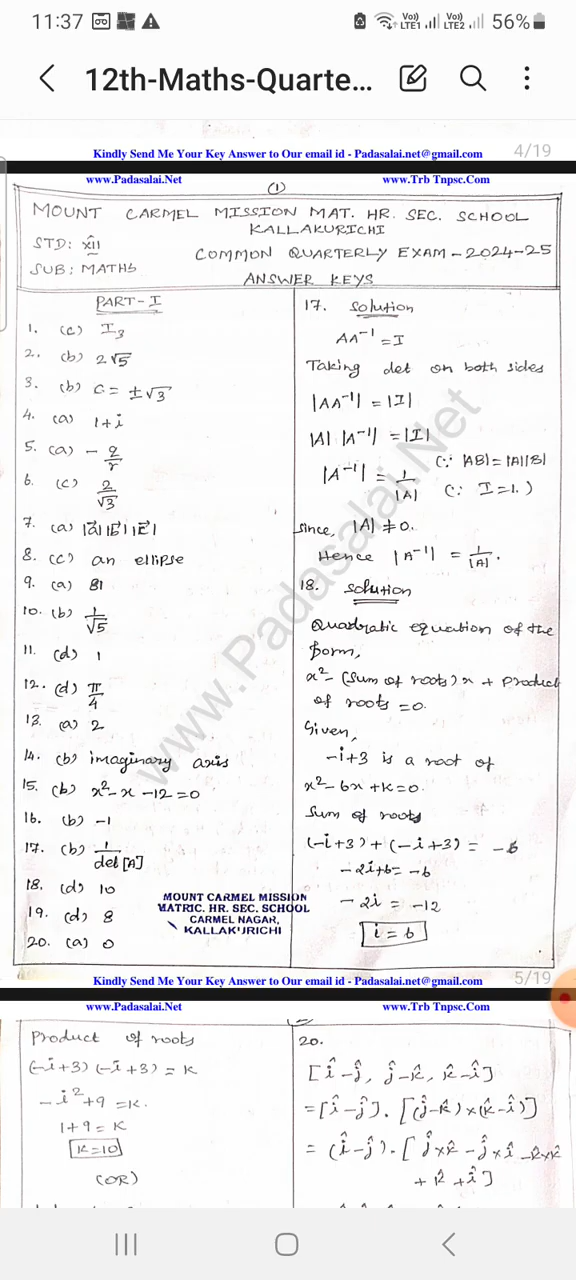 11:37
Vo)) LTE1 Vo)) LTE2 56%
12th-Maths-Quarte...
Kindly Send Me Your Key Answer to Our email id - Padasalai.net@gmail.com
4/19
www.Padasalai.Net
www.Trb Tnpsc.Com
(1)
MOUNT CARMEL MISSION MAT. HR. SEC. SCHOOL
KALLAKURICHI
STD: XII
COMMON QUARTERLY EXAM - 2024-25
SUB: MATHS
ANSWER KEYS
PART-I
1. (c) I₃
2. (b) 2√5
3. (b) c = ±√3
4. (a) 1+i
5. (a) -q/r
6. (c) 2/√3
7. (a) |a⃗||b⃗||c⃗|
8. (c) an ellipse
9. (a) 81
10. (b) 1/√5
11. (d) 1
12. (d) π/4
13. (a) 2
14. (b) imaginary axis
15. (b) x²-x-12=0
16. (b) -1
17. (b) 1/det[A]
18. (d) 10
19. (d) 8
20. (a) 0
MOUNT CARMEL MISSION
MATRIC. HR. SEC. SCHOOL
CARMEL NAGAR,
KALLAKURICHI
17. Solution
AA⁻¹ = I
Taking det on both sides
|AA⁻¹| = |I|
|A| |A⁻¹| = |I|
(∵ |AB|=|A||B|)
|A⁻¹| = 1/|A| (∵ I=1.)
since, |A| ≠ 0.
Hence |A⁻¹| = 1/|A|.
18. Solution
Quadratic equation of the
form,
x² - (sum of roots)x + product
of roots = 0.
Given,
-i+3 is a root of
x²-6x+k=0.
Sum of roots
(-i+3)+(-i+3) = -6
-2i+6 = -6
-2i = -12
i = 6
www.Padasalai.Net
Kindly Send Me Your Key Answer to Our email id - Padasalai.net@gmail.com
5/19
www.Padasalai.Net
www.Trb Tnpsc.Com
Product of roots
(-i+3)(-i+3) = k
-i²+9 = k.
1+9 = k
k=10
(OR)
20.
[î-ĵ, ĵ-k̂, k̂-î]
= [î-ĵ]. [(ĵ-k̂)×(k̂-î)]
= (î-ĵ).[ĵ×k̂ - ĵ×î - k̂×k̂
+ k̂ + î]